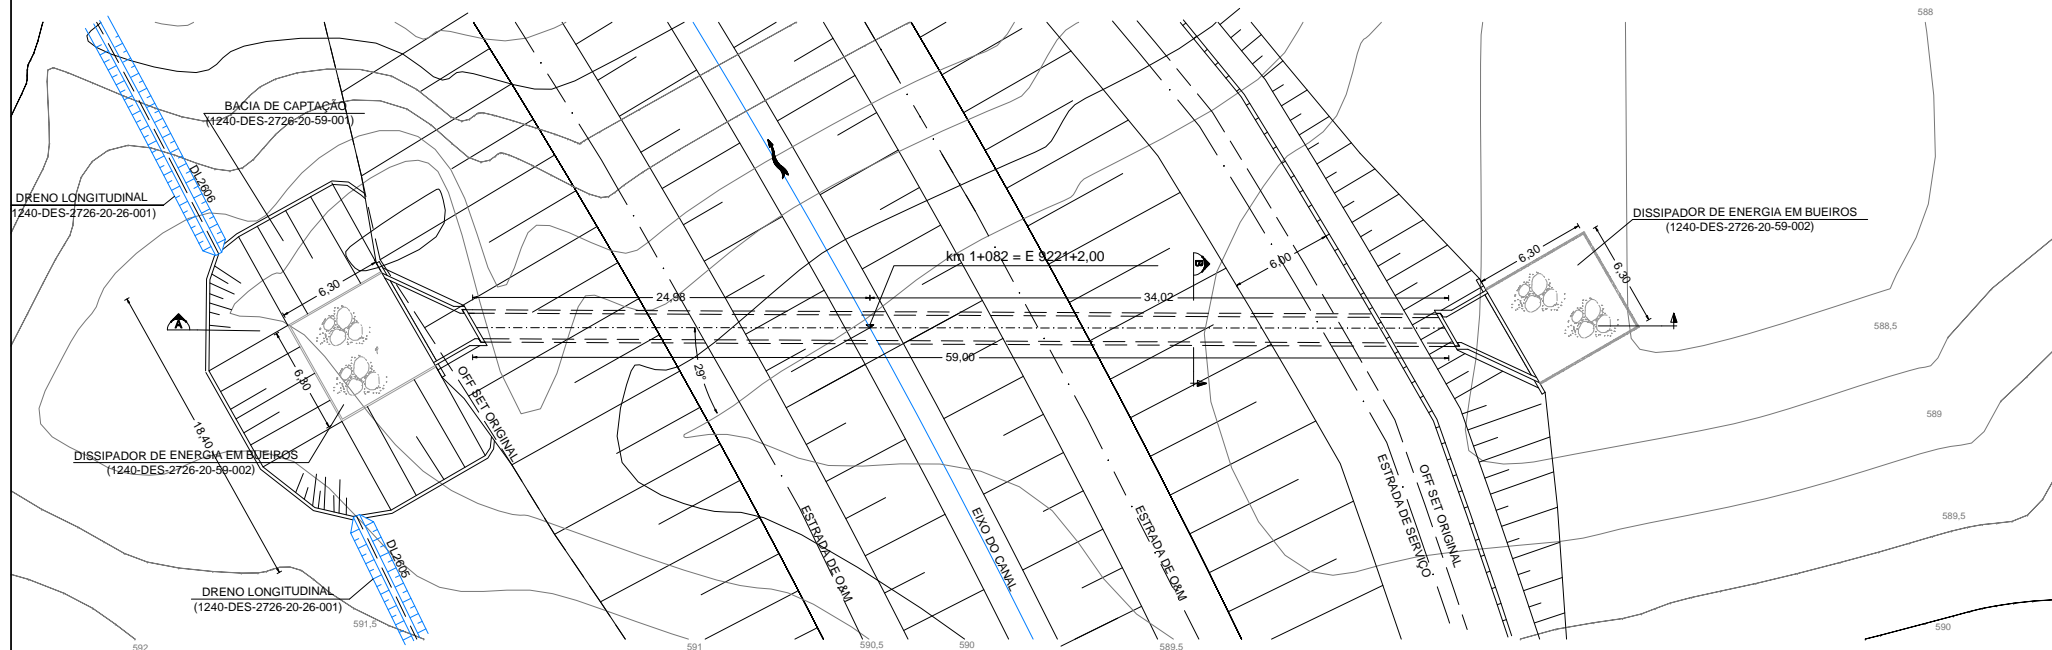 588
BACIA DE CAPTAÇÃO
(1240-DES-2726-20-59-001)
DL2606
DRENO LONGITUDINAL
1240-DES-2726-20-26-001)
DISSIPADOR DE ENERGIA EM BUEIROS
(1240-DES-2726-20-59-002)
km 1+082 = E 9221+2,00
B
6,00
6,30
6,30
6,30
24,98
34,02
A
588,5
59,00
29°
6,30
18,40
OFF SET ORIGINAL
589
DISSIPADOR DE ENERGIA EM BUEIROS
(1240-DES-2726-20-59-002)
ESTRADA DE O&M
EIXO DO CANAL
ESTRADA DE O&M
ESTRADA DE SERVIÇO
OFF SET ORIGINAL
589,5
DL2605
DRENO LONGITUDINAL
(1240-DES-2726-20-26-001)
591,5
590
592
591
590,5
590
589,5